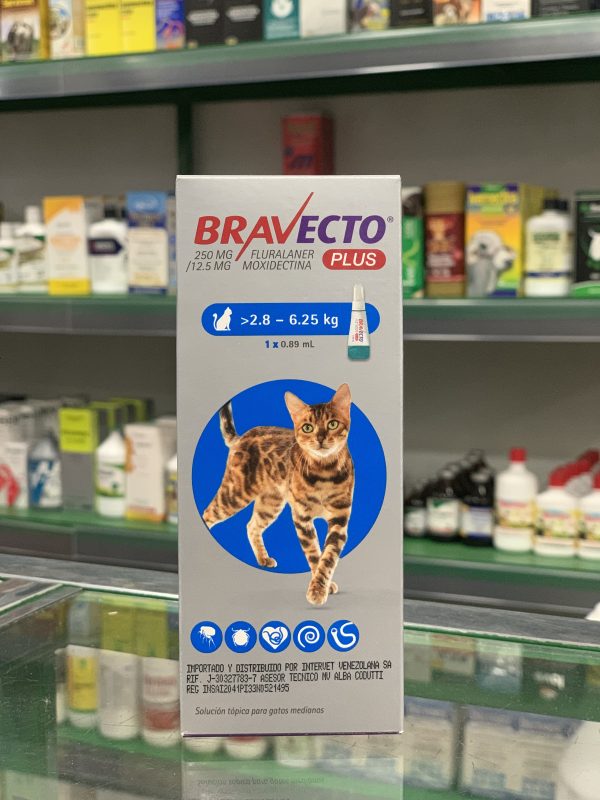 BRAVECTO®
250 MG FLURALANER
/12.5 MG MOXIDECTINA
PLUS
>2.8 – 6.25 kg
1 x 0.89 mL
BRAVECTO
IMPORTADO Y DISTRIBUIDO POR INTERVET VENEZOLANA SA
RIF. J-30327783-7 ASESOR TECNICO MV ALBA CODUTTI
REG INSAI2041PI33N0521495
Solución tópica para gatos medianos